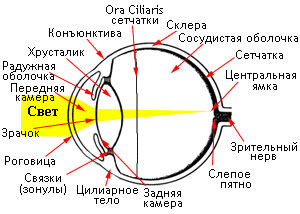 Ora Ciliaris
сетчатки
Склера
Конъюнктива
Сосудистая оболочка
Хрусталик
Сетчатка
Радужная
оболочка
Центральная
ямка
Передняя
камера
Свет
Зрачок
Зрительный
нерв
Роговица
Слепое
пятно
Связки
(зонулы)
Цилиарное
тело
Задняя
камера